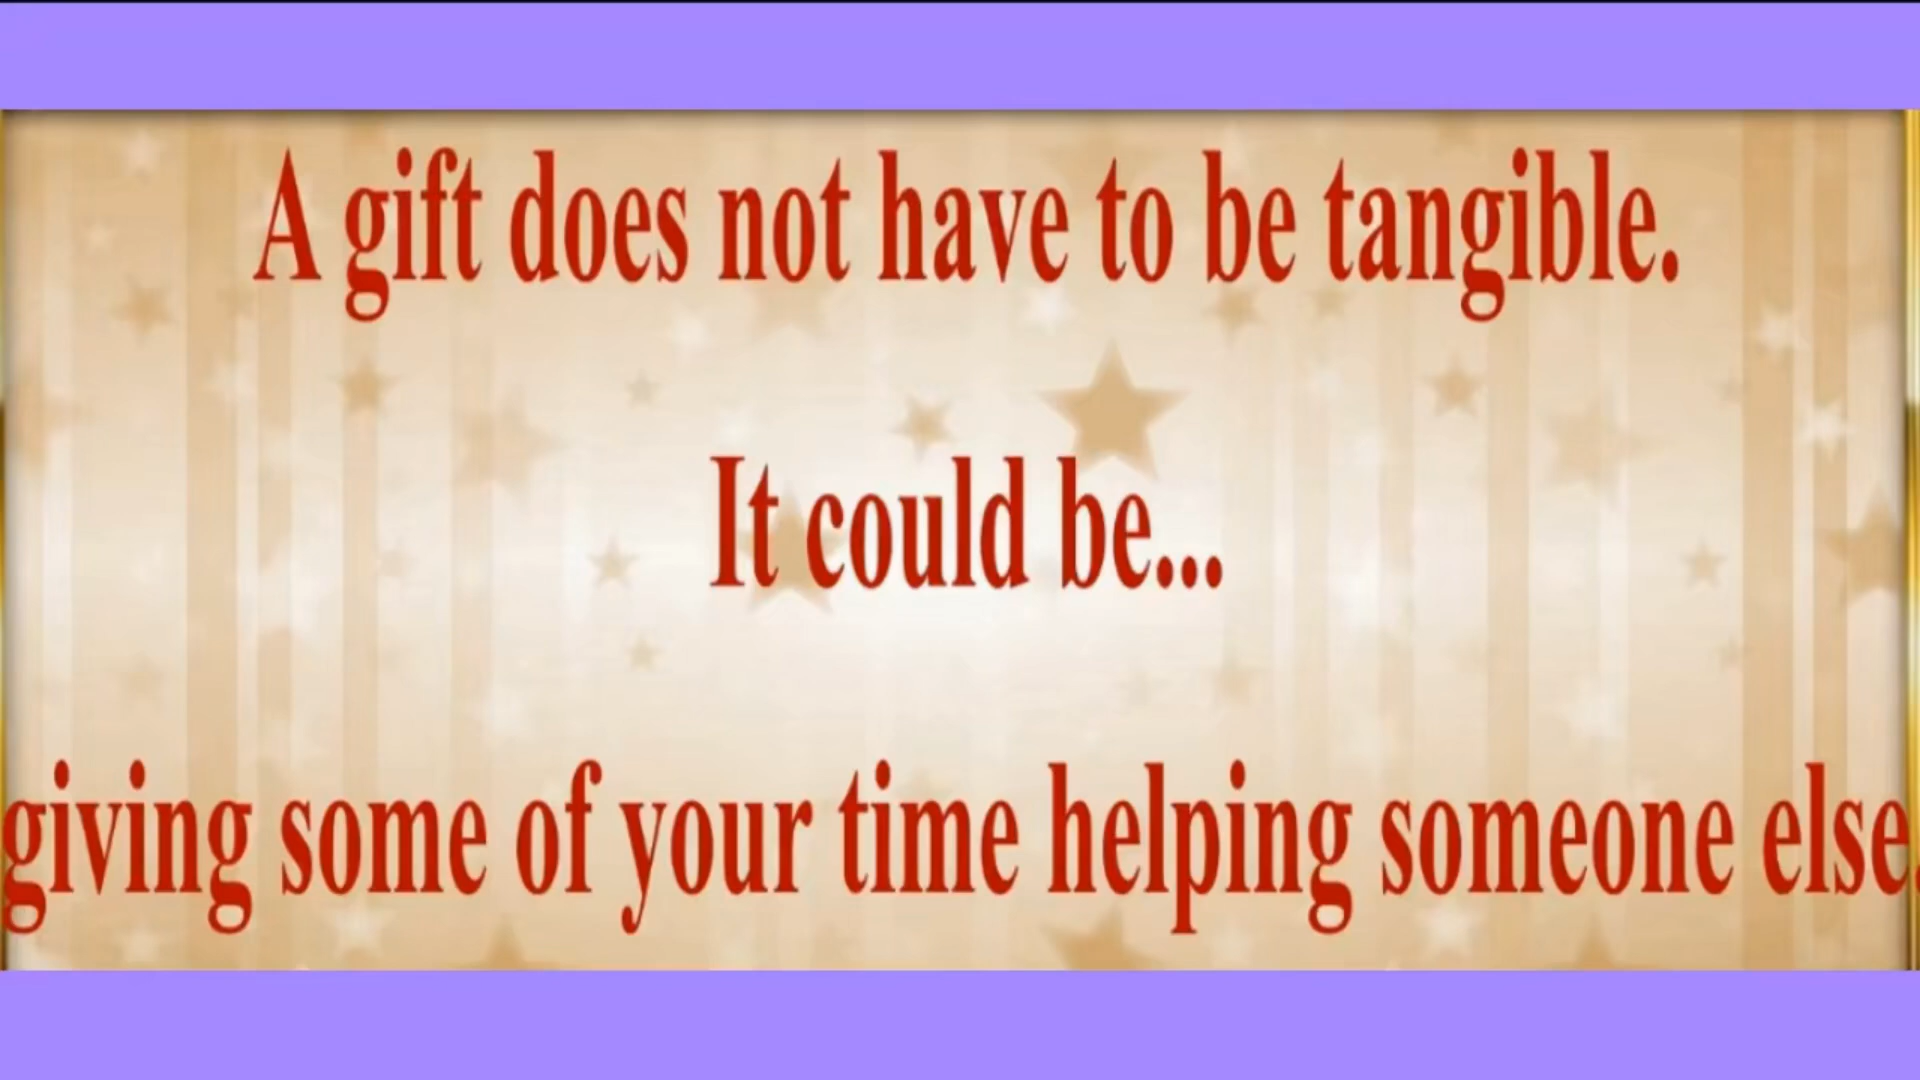 A gift does not have to be tangible.
It could be...
giving some of your time helping someone else.